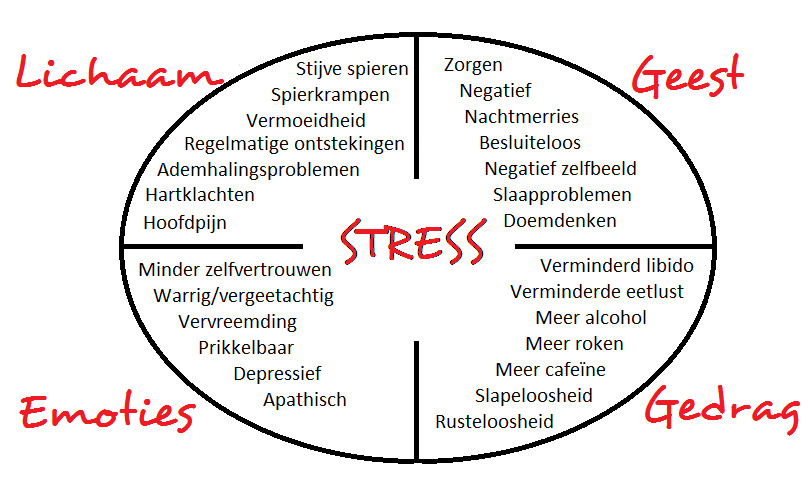 Lichaam
Stijve spieren
Spierkrampen
Vermoeidheid
Regelmatige ontstekingen
Ademhalingsproblemen
Hartklachten
Hoofdpijn
Geest
Zorgen
Negatief
Nachtmerries
Besluiteloos
Negatief zelfbeeld
Slaapproblemen
Doemdenken
STRESS
Emoties
Minder zelfvertrouwen
Warrig/vergeetachtig
Vervreemding
Prikkelbaar
Depressief
Apathisch
Gedrag
Verminderd libido
Verminderde eetlust
Meer alcohol
Meer roken
Meer cafeïne
Slapeloosheid
Rusteloosheid